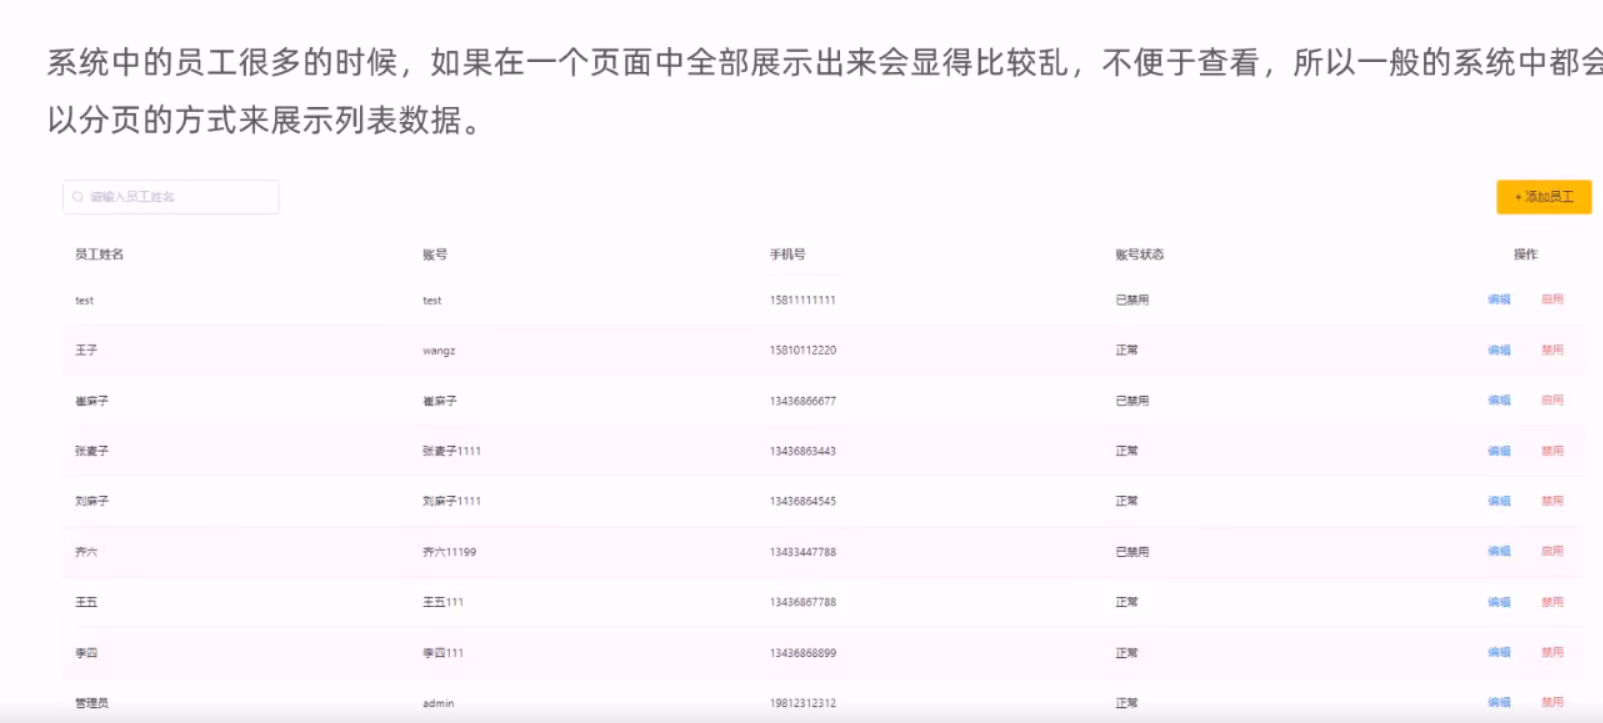 系统中的员工很多的时候，如果在一个页面中全部展示出来会显得比较乱，不便于查看，所以一般的系统中都会
以分页的方式来展示列表数据。
请输入员工姓名 + 添加员工
员工姓名 账号 手机号 账号状态 操作
test test 15811111111 已禁用 编辑 启用
王子 wangz 15810112220 正常 编辑 禁用
崔麻子 崔麻子 13436866677 已禁用 编辑 启用
张麦子 张麦子1111 13436863443 正常 编辑 禁用
刘麻子 刘麻子1111 13436864545 正常 编辑 禁用
齐六 齐六11199 13433447788 已禁用 编辑 启用
王五 王五111 13436867788 正常 编辑 禁用
李四 李四111 13436868899 正常 编辑 禁用
管理员 admin 19812312312 正常 编辑 禁用